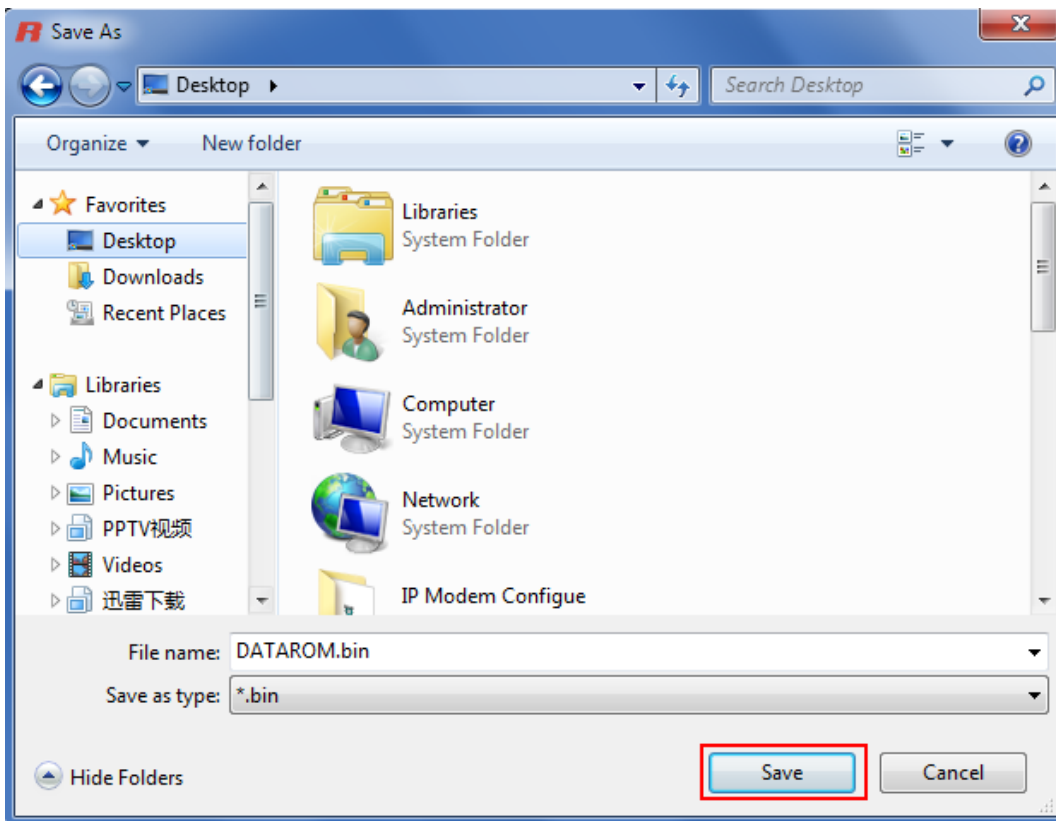 Save As
Desktop
Search Desktop
Organize
New folder
Favorites
Desktop
Downloads
Recent Places
Libraries
Documents
Music
Pictures
PPTV视频
Videos
迅雷下载
Libraries
System Folder
Administrator
System Folder
Computer
System Folder
Network
System Folder
IP Modem Configue
File name: DATAROM.bin
Save as type: *.bin
Hide Folders
Save
Cancel